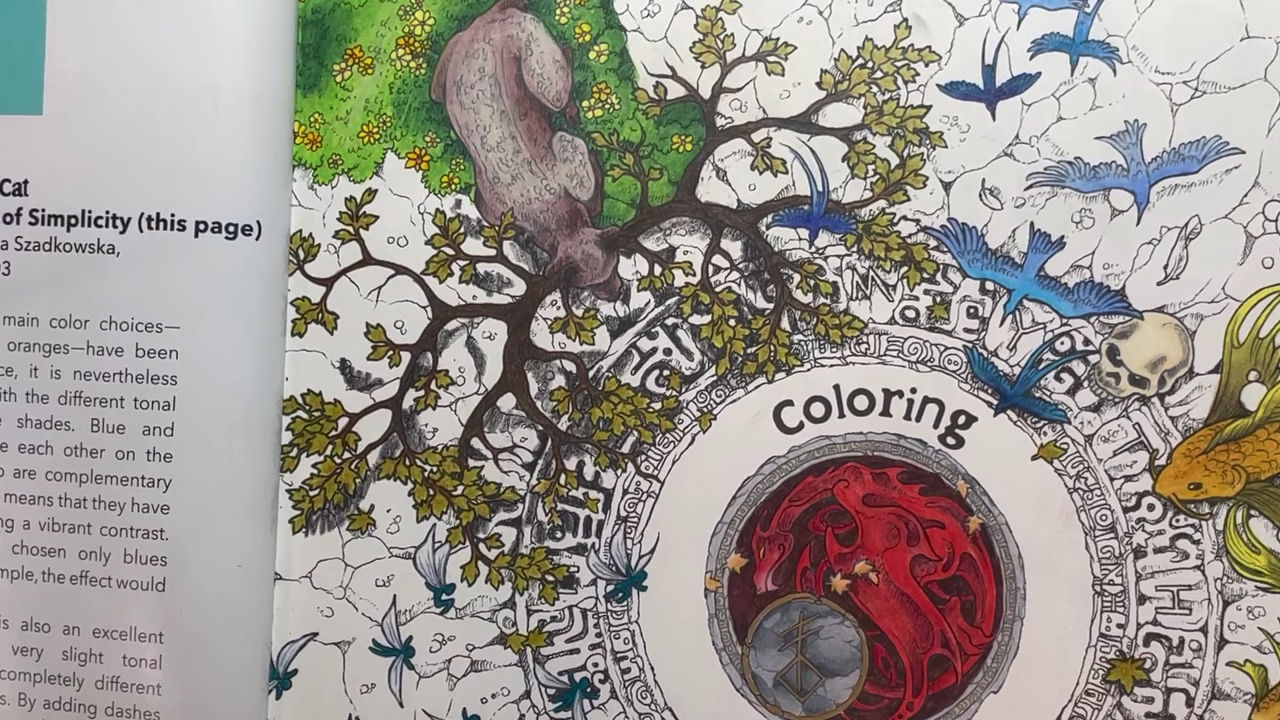 Cat
of Simplicity (this page)
a Szadkowska,
03
main color choices—
oranges—have been
ce, it is nevertheless
ith the different tonal
shades. Blue and
e each other on the
o are complementary
means that they have
ng a vibrant contrast.
chosen only blues
mple, the effect would
is also an excellent
very slight tonal
completely different
s. By adding dashes
Coloring